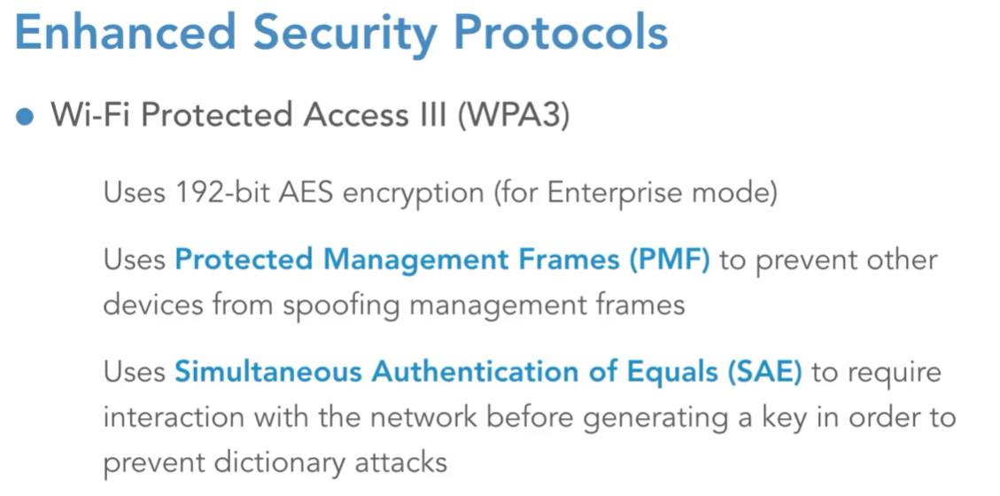 Enhanced Security Protocols
Wi-Fi Protected Access III (WPA3)
Uses 192-bit AES encryption (for Enterprise mode)
Uses Protected Management Frames (PMF) to prevent other
devices from spoofing management frames
Uses Simultaneous Authentication of Equals (SAE) to require
interaction with the network before generating a key in order to
prevent dictionary attacks